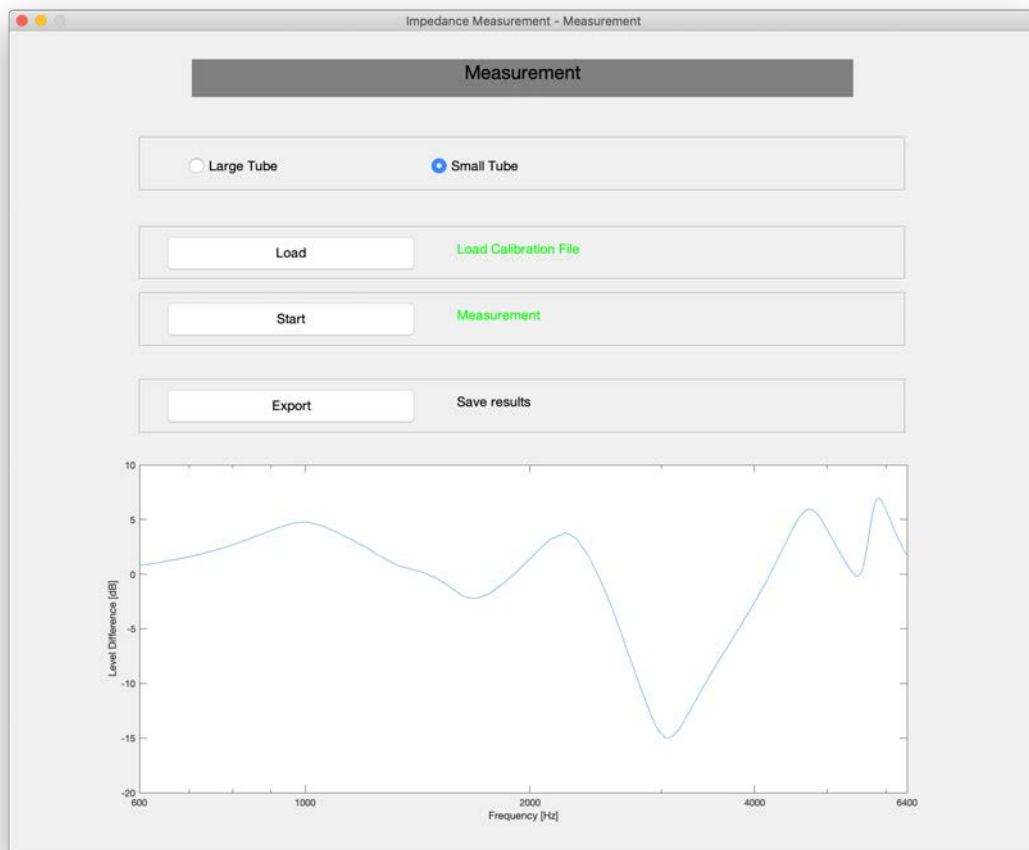 Impedance Measurement - Measurement
Measurement
Large Tube
Small Tube
Load
Load Calibration File
Start
Measurement
Export
Save results
10
5
0
-5
-10
-15
-20
Level Difference [dB]
600
1000
2000
4000
6400
Frequency [Hz]